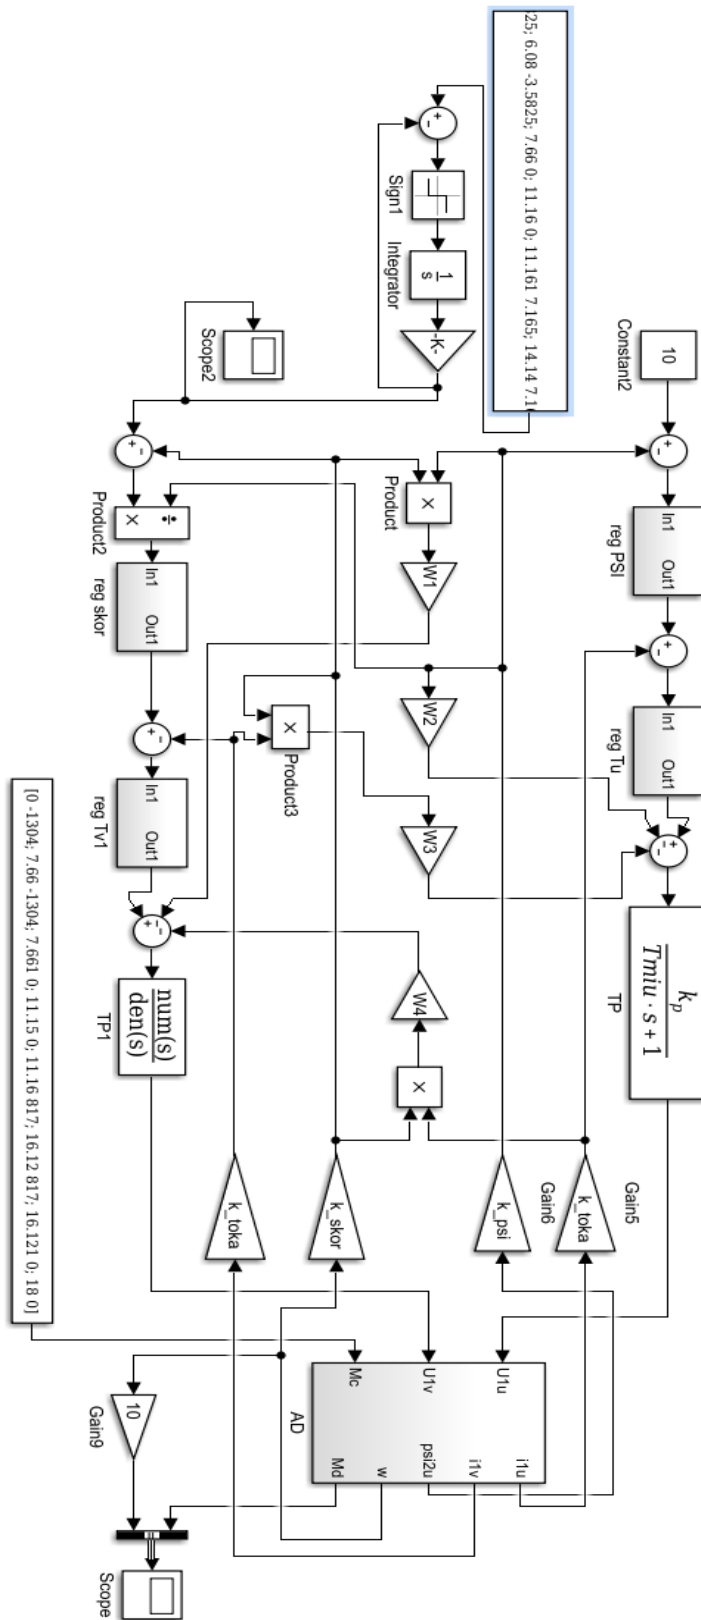 10
Constant2
In1
Out1
reg PSI
In1
Out1
reg Tu
k_p
Tmiu · s + 1
TP
25; 6.08 -3.5825; 7.66 0; 11.16 0; 11.161 7.165; 14.14 7.1
Sign1
1
s
Integrator
-K-
Scope2
×
Product
W1
W2
×
Product3
W3
W4
×
×
÷
Product2
In1
Out1
reg skor
In1
Out1
reg Tv1
num(s)
den(s)
TP1
k_toka
Gain5
k_psi
Gain6
k_skor
k_toka
U1u
U1v
Mc
i1u
i1v
psi2u
w
Md
AD
10
Gain9
Scope
[0 -1304; 7.66 -1304; 7.661 0; 11.15 0; 11.16 817; 16.12 817; 16.121 0; 18 0]